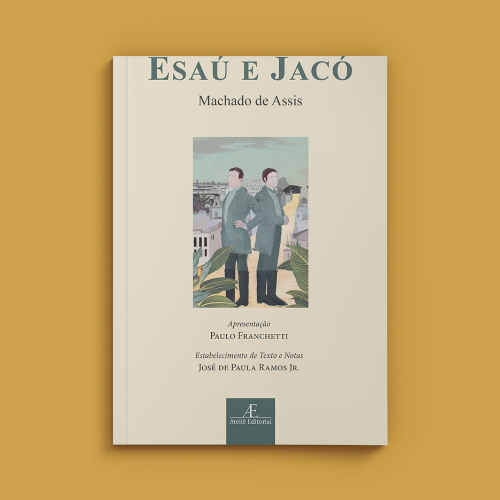 ESAÚ E JACÓ
Machado de Assis
Apresentação
PAULO FRANCHETTI
Estabelecimento de Texto e Notas
JOSÉ DE PAULA RAMOS JR.
Æ
Ateliê Editorial